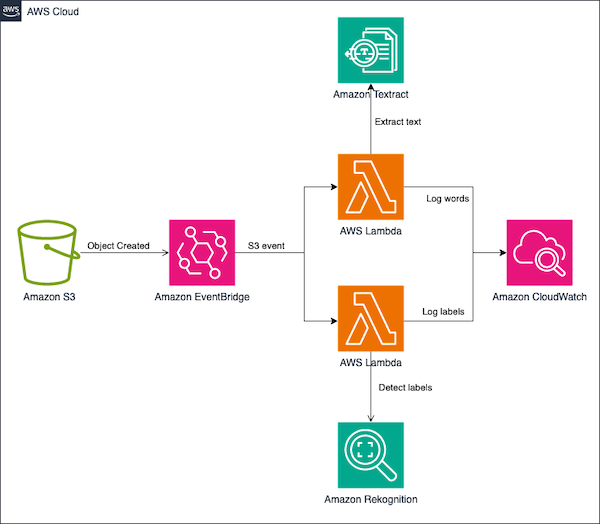 aws
AWS Cloud
Amazon Textract
Extract text
AWS Lambda
Log words
Object Created
S3 event
Amazon S3
Amazon EventBridge
Amazon CloudWatch
Log labels
AWS Lambda
Detect labels
Amazon Rekognition